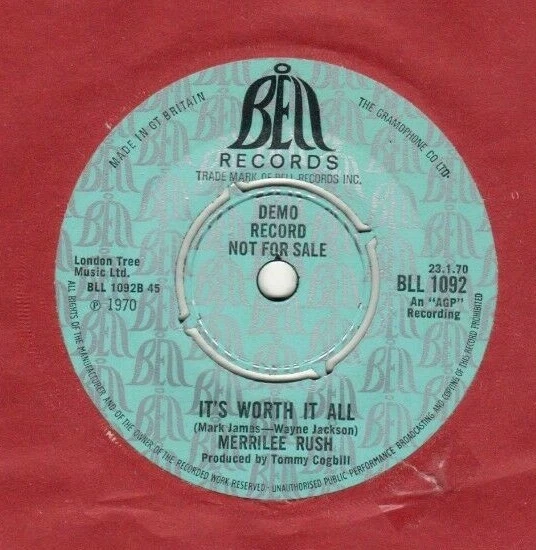 BELL
RECORDS
TRADE MARK OF BELL RECORDS INC.
MADE IN GT BRITAIN
THE GRAMOPHONE CO LTD.
DEMO
RECORD
NOT FOR SALE
London Tree
Music Ltd.
BLL 1092B 45
℗ 1970
23.1.70
BLL 1092
An "AGP"
Recording
IT'S WORTH IT ALL
(Mark Jamas—Wayne Jackson)
MERRILEE RUSH
Produced by Tommy Cogbill
ALL RIGHTS OF THE MANUFACTURER AND OF THE OWNER OF THE RECORDED WORK RESERVED - UNAUTHORISED PUBLIC PERFORMANCE BROADCASTING AND COPYING OF THIS RECORD PROHIBITED